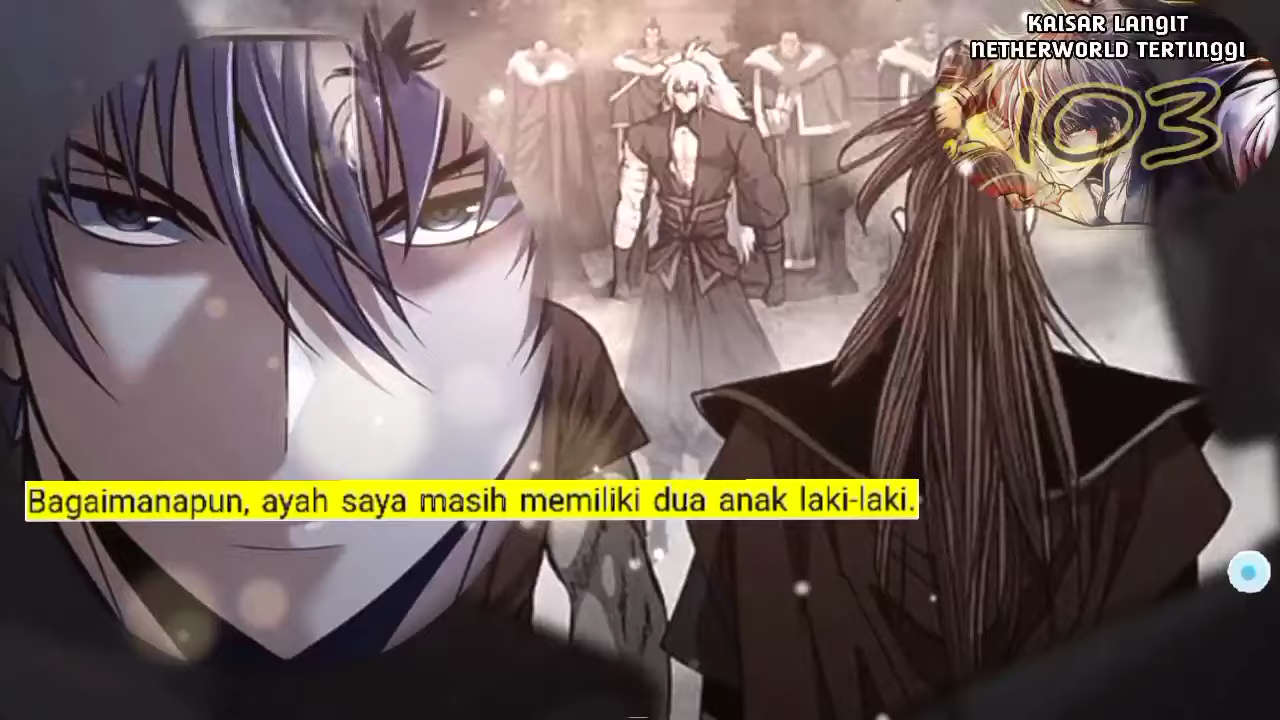 KAISAR LANGIT
NETHERWORLD TERTINGGI
103
Bagaimanapun, ayah saya masih memiliki dua anak laki-laki.